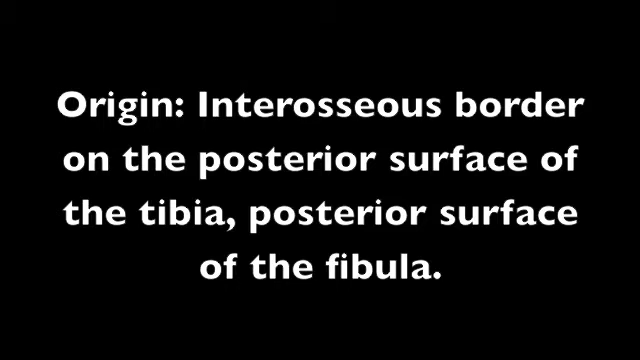 Origin: Interosseous border
on the posterior surface of
the tibia, posterior surface
of the fibula.